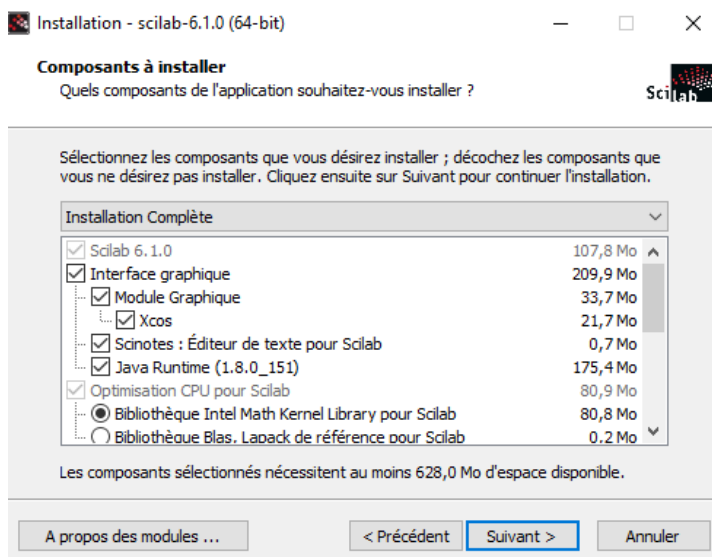 Installation - scilab-6.1.0 (64-bit)
Composants à installer
Quels composants de l'application souhaitez-vous installer ?
Scilab
Sélectionnez les composants que vous désirez installer ; décochez les composants que
vous ne désirez pas installer. Cliquez ensuite sur Suivant pour continuer l'installation.
Installation Complète
Scilab 6.1.0 107,8 Mo
Interface graphique 209,9 Mo
Module Graphique 33,7 Mo
Xcos 21,7 Mo
Scinotes : Éditeur de texte pour Scilab 0,7 Mo
Java Runtime (1.8.0_151) 175,4 Mo
Optimisation CPU pour Scilab 80,9 Mo
Bibliothèque Intel Math Kernel Library pour Scilab 80,8 Mo
Bibliothèque Blas, Lapack de référence pour Scilab 0,2 Mo
Les composants sélectionnés nécessitent au moins 628,0 Mo d'espace disponible.
A propos des modules ... < Précédent Suivant > Annuler